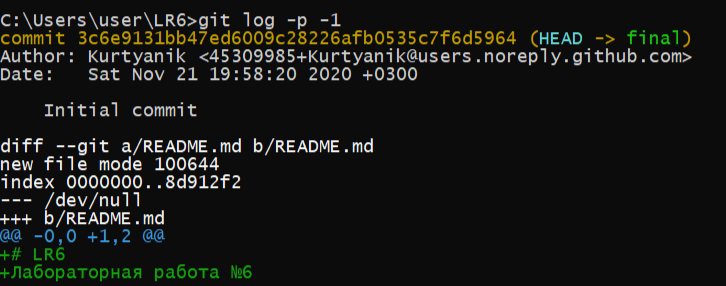 C:\Users\user\LR6>git log -p -1
commit 3c6e9131bb47ed6009c28226afb0535c7f6d5964 (HEAD -> final)
Author: Kurtyanik <45309985+Kurtyanik@users.noreply.github.com>
Date:   Sat Nov 21 19:58:20 2020 +0300
    Initial commit
diff --git a/README.md b/README.md
new file mode 100644
index 0000000..8d912f2
--- /dev/null
+++ b/README.md
@@ -0,0 +1,2 @@
+# LR6
+Лабораторная работа №6